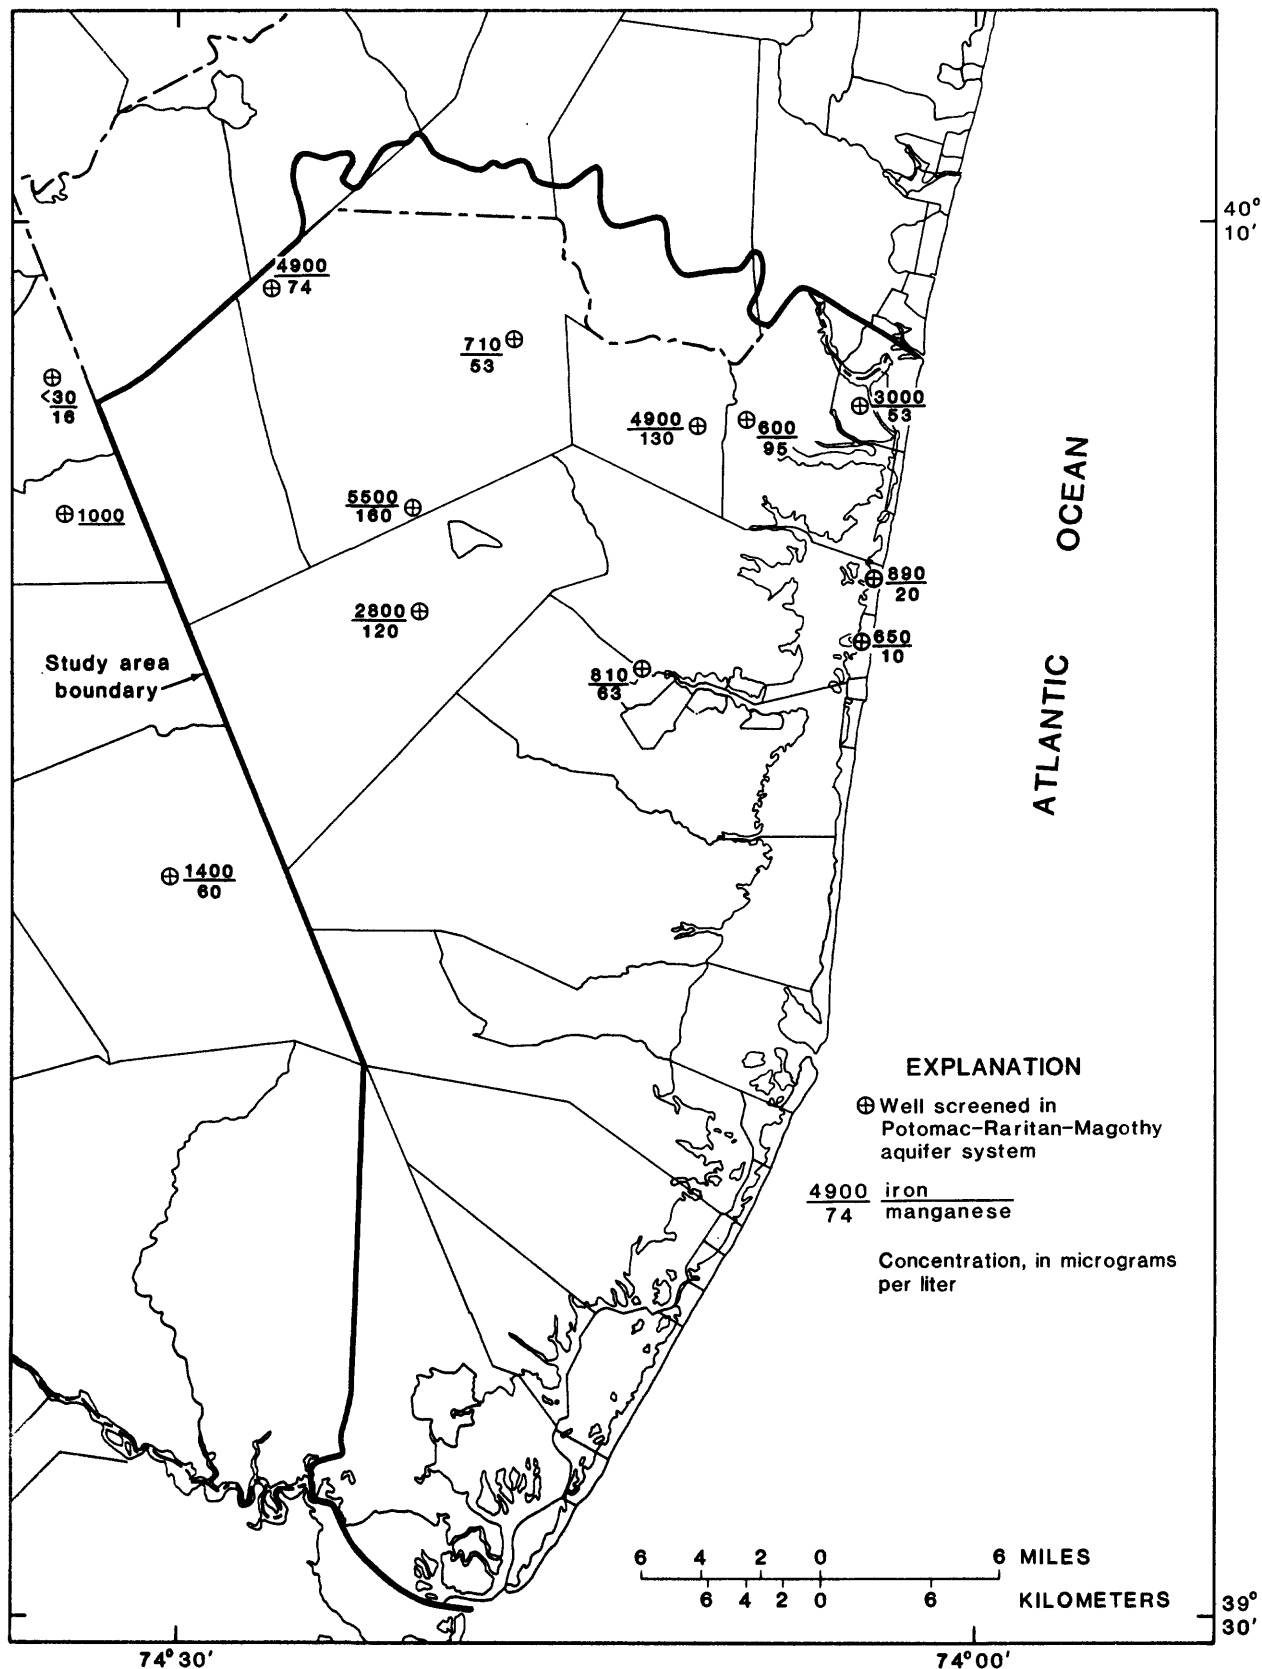 40°
10'
4900
74
710
53
<30
16
3000
53
4900
130
600
95
5500
160
1000
OCEAN
890
20
2800
120
650
10
Study area
boundary
810
63
ATLANTIC
1400
60
EXPLANATION
Well screened in
Potomac-Raritan-Magothy
aquifer system
4900 iron
74 manganese
Concentration, in micrograms
per liter
6 4 2 0 6 MILES
6 4 2 0 6 KILOMETERS
39°
30'
74°30' 74°00'